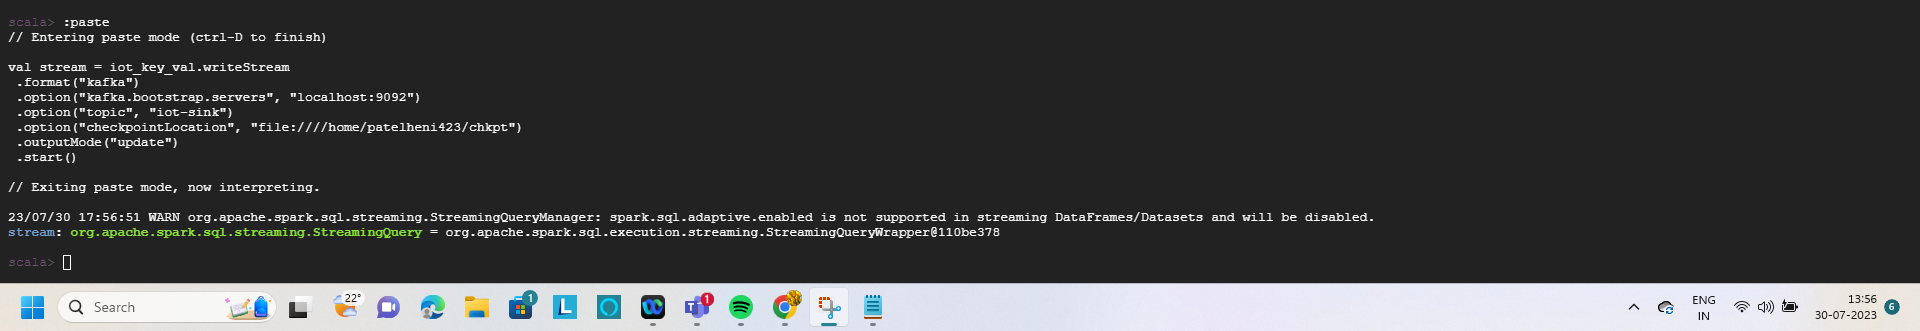 scala> :paste
// Entering paste mode (ctrl-D to finish)
val stream = iot_key_val.writeStream
.format("kafka")
.option("kafka.bootstrap.servers", "localhost:9092")
.option("topic", "iot-sink")
.option("checkpointLocation", "file:////home/patelheni423/chkpt")
.outputMode("update")
.start()
// Exiting paste mode, now interpreting.
23/07/30 17:56:51 WARN org.apache.spark.sql.streaming.StreamingQueryManager: spark.sql.adaptive.enabled is not supported in streaming DataFrames/Datasets and will be disabled.
stream: org.apache.spark.sql.streaming.StreamingQuery = org.apache.spark.sql.execution.streaming.StreamingQueryWrapper@110be378
scala>
Search
22°
1
L
1
ENG
IN
13:56
30-07-2023
6